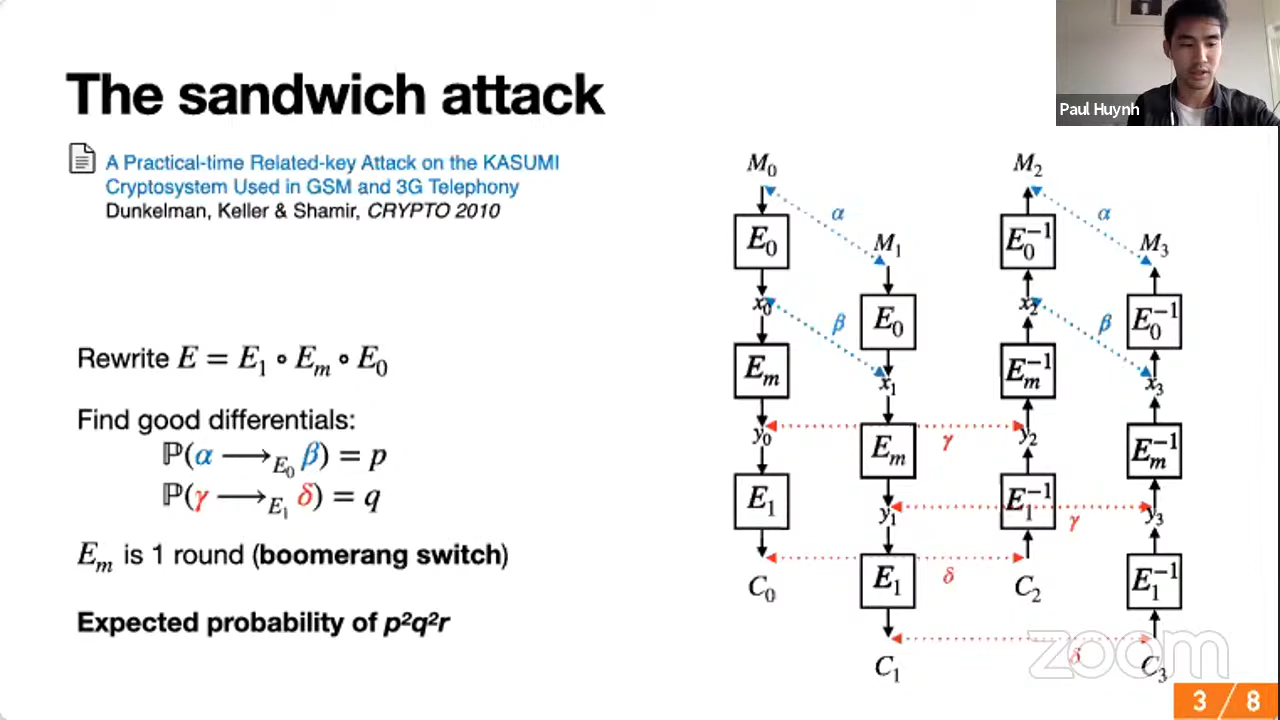 The sandwich attack
A Practical-time Related-key Attack on the KASUMI
Cryptosystem Used in GSM and 3G Telephony
Dunkelman, Keller & Shamir, CRYPTO 2010
Rewrite E = E₁ ∘ Eₘ ∘ E₀
Find good differentials:
ℙ(α ⟶E₀ β) = p
ℙ(γ ⟶E₁ δ) = q
Eₘ is 1 round (boomerang switch)
Expected probability of p²q²r
Paul Huynh
M₀
M₂
α
α
E₀
M₁
E₀⁻¹
M₃
x₀
x₂
β
E₀
β
E₀⁻¹
Eₘ
Eₘ⁻¹
x₁
x₃
y₀
γ
y₂
Eₘ
Eₘ⁻¹
E₁
E₁⁻¹
y₁
γ
y₃
C₀
E₁
δ
C₂
E₁⁻¹
C₁
δ
C₃
zoom
3 / 8